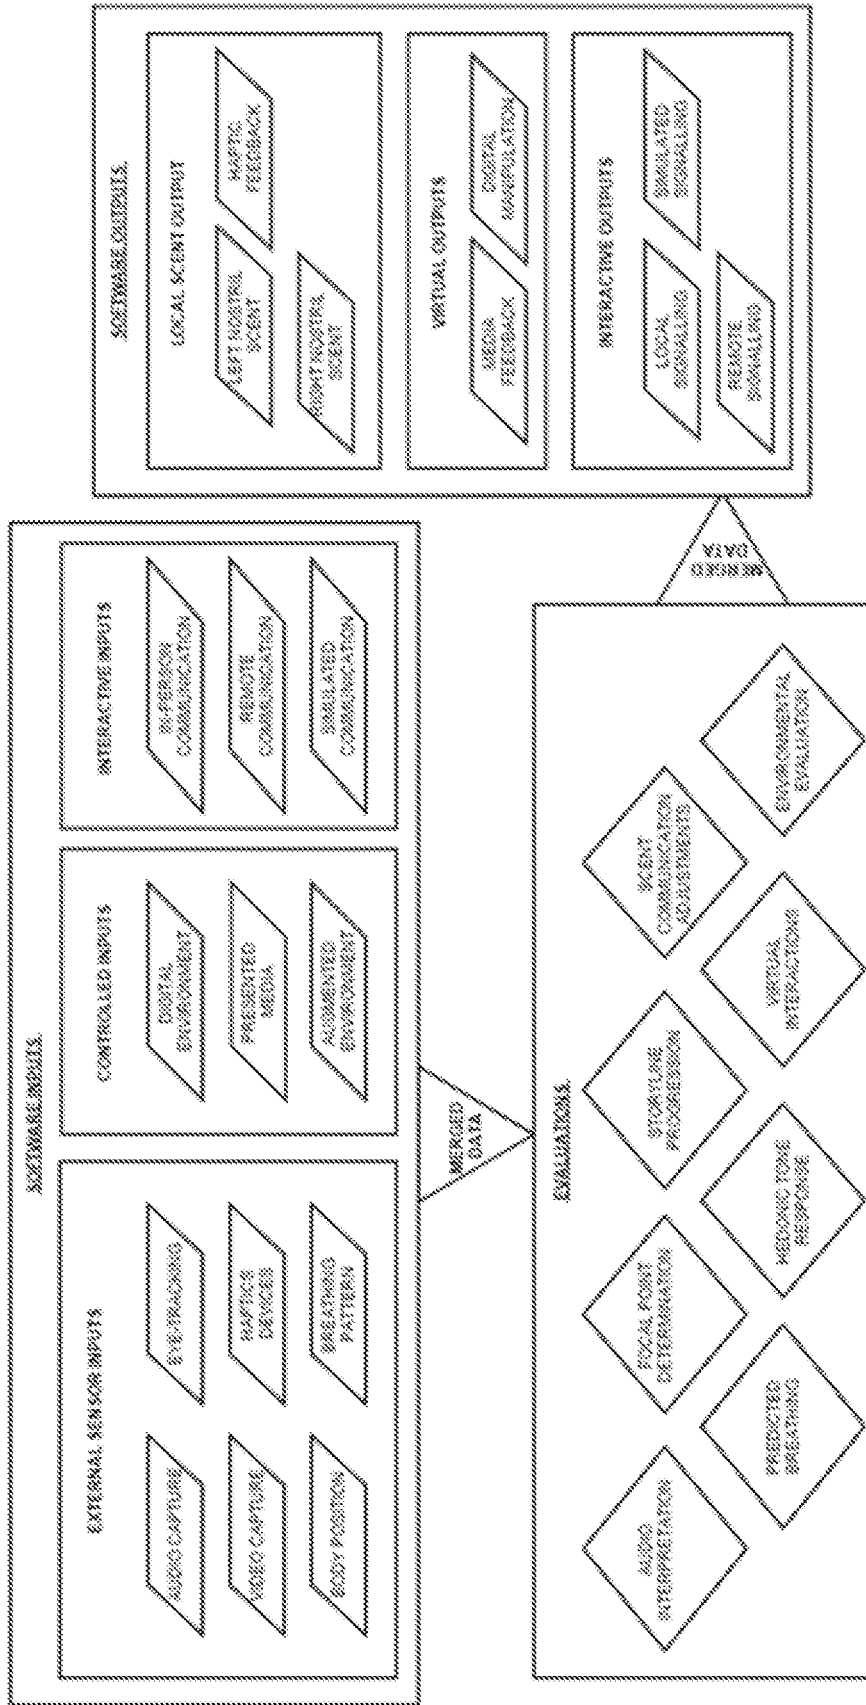 SOFTWARE INPUTS
EXTERNAL SENSOR INPUTS
AUDIO CAPTURE
EYE-TRACKING
VIDEO CAPTURE
HAPTICS
DEVICES
BODY POSITION
BREATHING
PATTERN
CONTROLLED INPUTS
DIGITAL
ENVIRONMENT
PRESENTED
MEDIA
AUGMENTED
ENVIRONMENT
INTERACTIVE INPUTS
IN-PERSON
COMMUNICATION
REMOTE
COMMUNICATION
SIMULATED
COMMUNICATION
MERGED
DATA
EVALUATIONS
AUDIO
INTERPRETATION
FOCAL POINT
DETERMINATION
STORYLINE
PROGRESSION
SCENT
COMMUNICATION
ADJUSTMENTS
PREDICTED
BREATHING
HEDONIC TONE
RESPONSE
VIRTUAL
INTERACTIONS
ENVIRONMENTAL
EVALUATION
MERGED
DATA
SOFTWARE OUTPUTS
LOCAL SCENT OUTPUT
LEFT NOSTRIL
SCENT
HAPTIC
FEEDBACK
RIGHT NOSTRIL
SCENT
VIRTUAL OUTPUTS
MEDIA
FEEDBACK
DIGITAL
MANIPULATION
INTERACTIVE OUTPUTS
LOCAL
SIGNALLING
SIMULATED
SIGNALLING
REMOTE
SIGNALLING